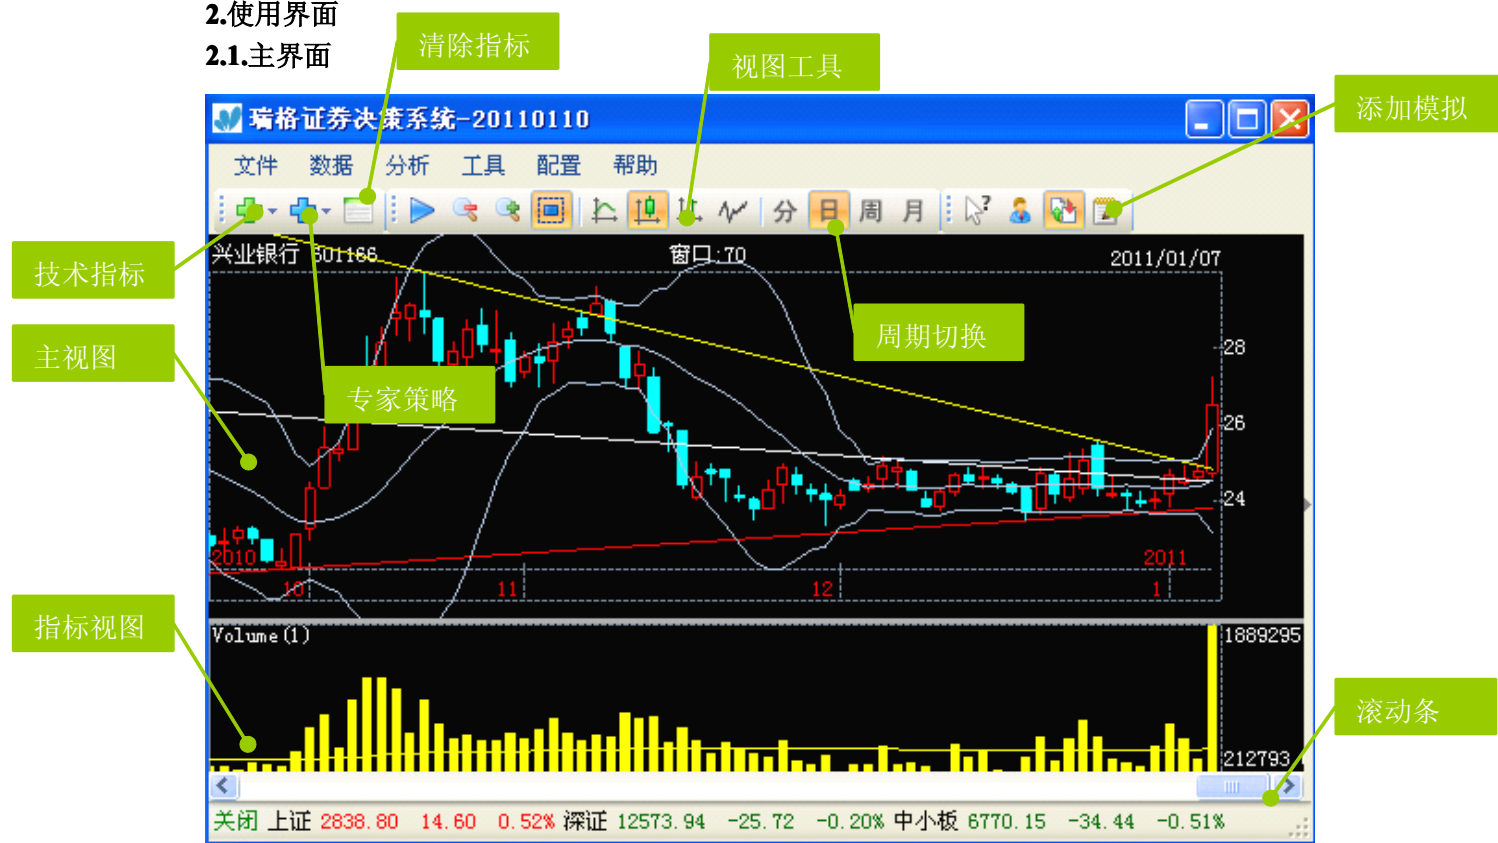 2.使用界面
2.1.主界面
清除指标
视图工具
添加模拟
瑞格证券决策系统-20110110
文件 数据 分析 工具 配置 帮助
分 日 周 月
技术指标
兴业银行 601166 窗口:70 2011/01/07
周期切换
主视图
28
专家策略
26
24
2010 2011
10 11 12 1
指标视图
Volume(1) 1889295
滚动条
212793
关闭 上证 2838.80 14.60 0.52% 深证 12573.94 -25.72 -0.20% 中小板 6770.15 -34.44 -0.51%